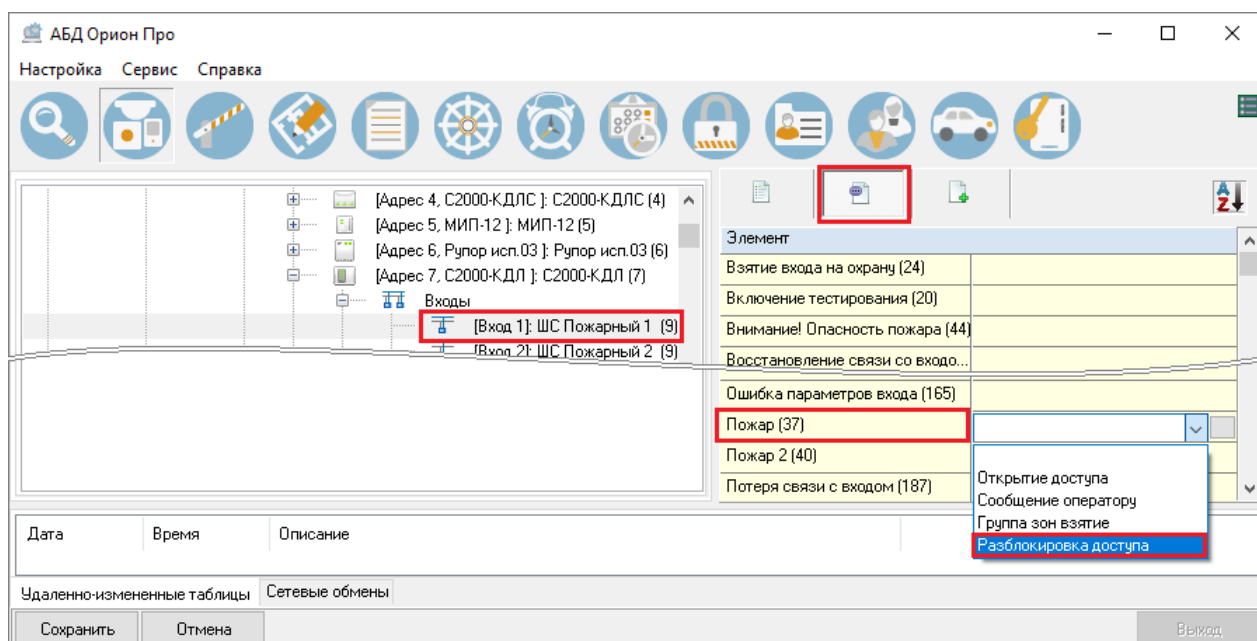 АБД Орион Про
Настройка Сервис Справка
[Адрес 4, С2000-КДЛС ]: С2000-КДЛС (4)
[Адрес 5, МИП-12 ]: МИП-12 (5)
[Адрес 6, Рупор исп.03 ]: Рупор исп.03 (6)
[Адрес 7, С2000-КДЛ ]: С2000-КДЛ (7)
Входы
[Вход 1]: ШС Пожарный 1 (9)
[Вход 2]: ШС Пожарный 2 (9)
A
Z
Элемент
Взятие входа на охрану (24)
Включение тестирования (20)
Внимание! Опасность пожара (44)
Восстановление связи со входо...
Ошибка параметров входа (165)
Пожар (37)
Пожар 2 (40)
Потеря связи с входом (187)
Открытие доступа
Сообщение оператору
Группа зон взятие
Разблокировка доступа
Дата Время Описание
Удаленно-измененные таблицы Сетевые обмены
Сохранить Отмена Выход